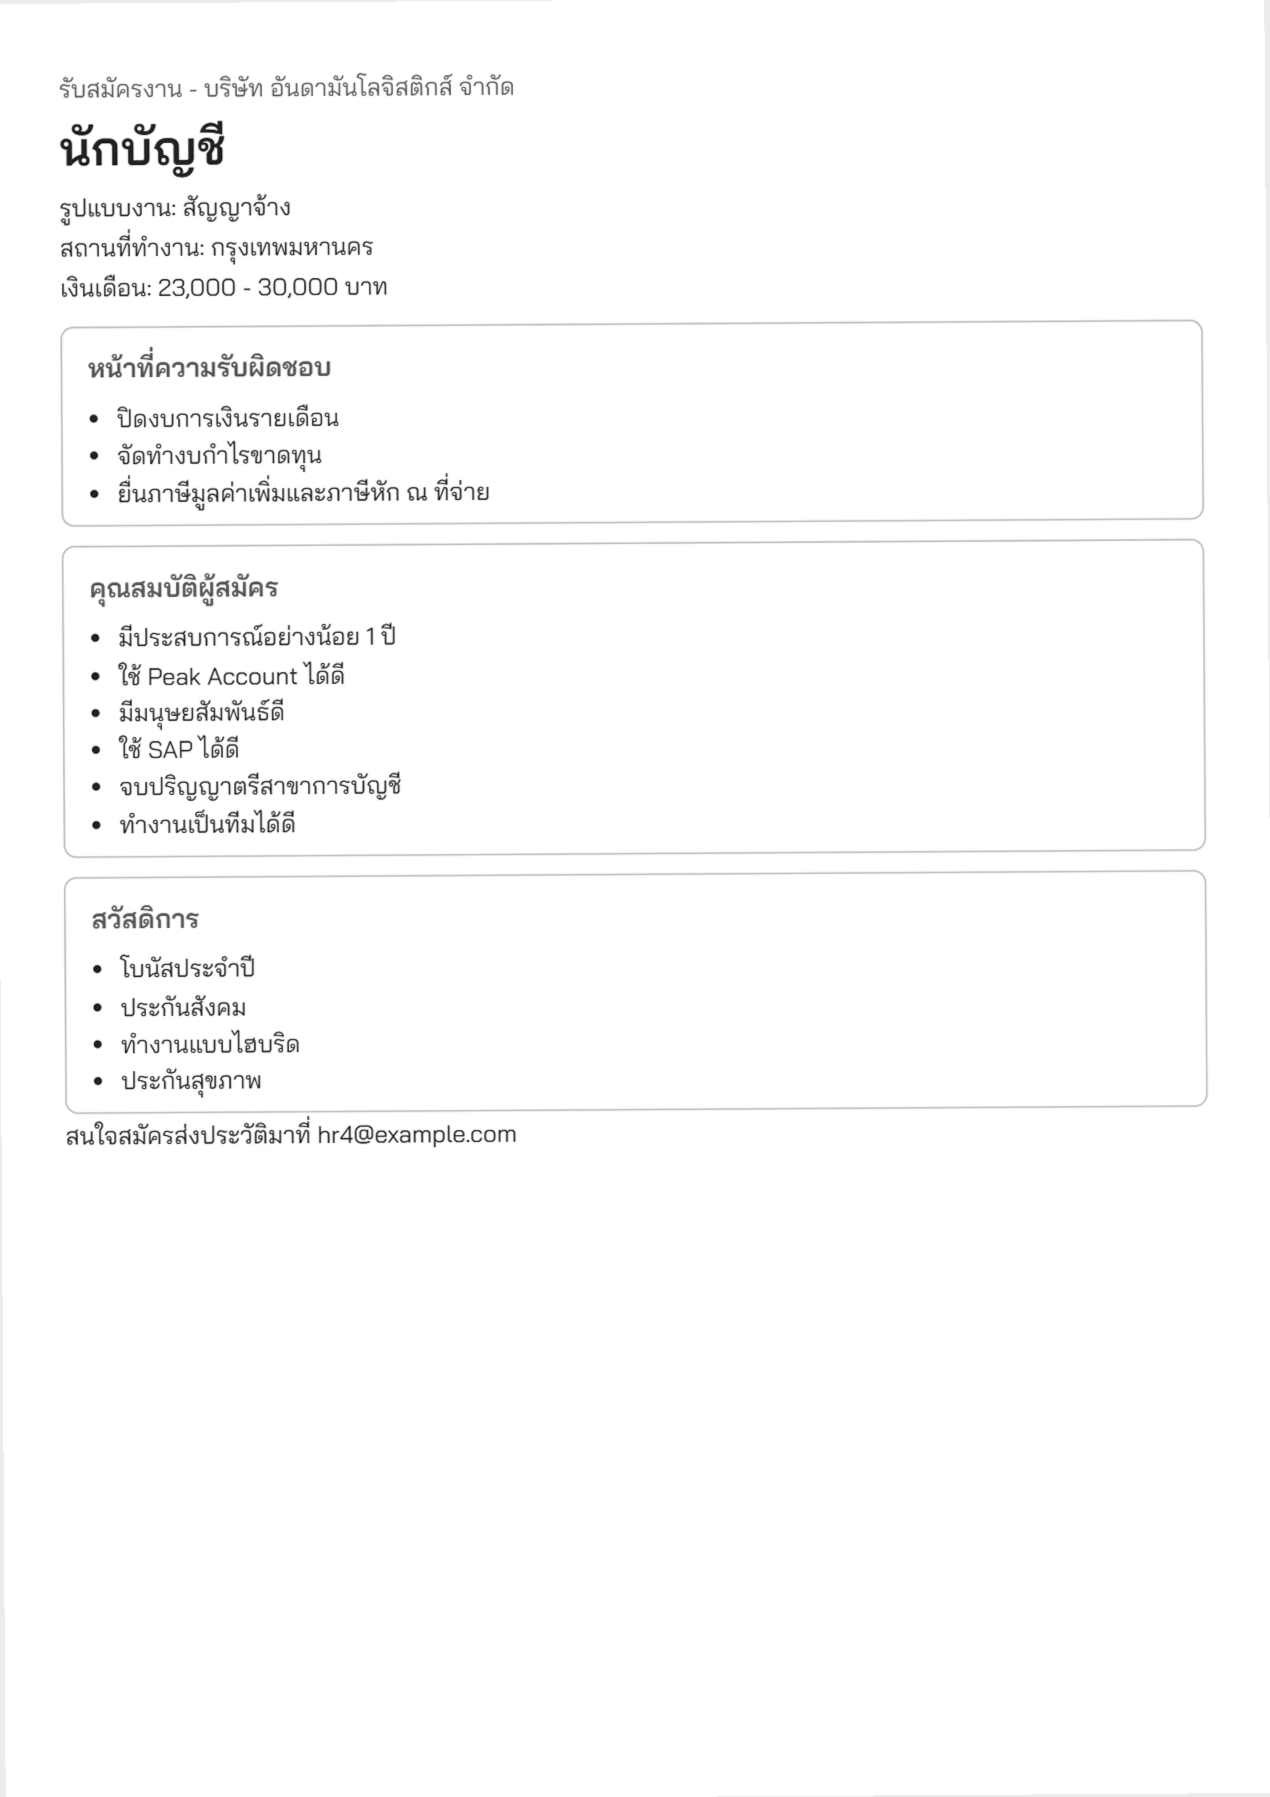 รับสมัครงาน - บริษัท อันดามันโลจิสติกส์ จำกัด
นักบัญชี
รูปแบบงาน: สัญญาจ้าง
สถานที่ทำงาน: กรุงเทพมหานคร
เงินเดือน: 23,000 - 30,000 บาท
หน้าที่ความรับผิดชอบ
• ปิดงบการเงินรายเดือน
• จัดทำงบกำไรขาดทุน
• ยื่นภาษีมูลค่าเพิ่มและภาษีหัก ณ ที่จ่าย
คุณสมบัติผู้สมัคร
• มีประสบการณ์อย่างน้อย 1 ปี
• ใช้ Peak Account ได้ดี
• มีมนุษยสัมพันธ์ดี
• ใช้ SAP ได้ดี
• จบปริญญาตรีสาขาการบัญชี
• ทำงานเป็นทีมได้ดี
สวัสดิการ
• โบนัสประจำปี
• ประกันสังคม
• ทำงานแบบไฮบริด
• ประกันสุขภาพ
สนใจสมัครส่งประวัติมาที่ hr4@example.com